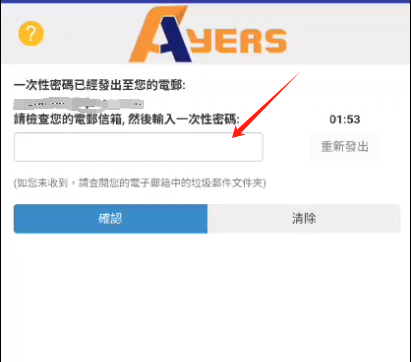 ?
AYERS
一次性密碼已經發出至您的電郵:
請檢查您的電郵信箱, 然後輸入一次性密碼:
01:53
重新發出
(如您未收到，請查閱您的電子郵箱中的垃圾郵件文件夾)
確認
清除